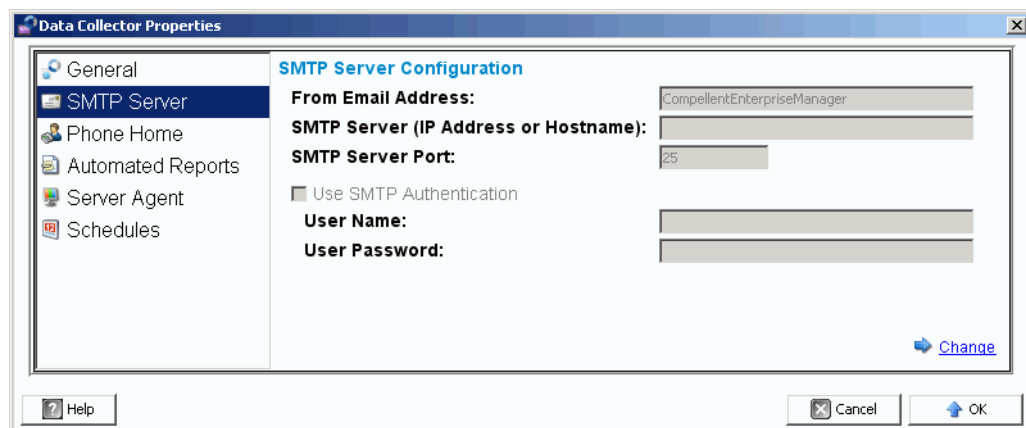 Data Collector Properties
General
SMTP Server
Phone Home
Automated Reports
Server Agent
Schedules
SMTP Server Configuration
From Email Address: CompellentEnterpriseManager
SMTP Server (IP Address or Hostname):
SMTP Server Port: 25
Use SMTP Authentication
User Name:
User Password:
Change
Help
Cancel
OK